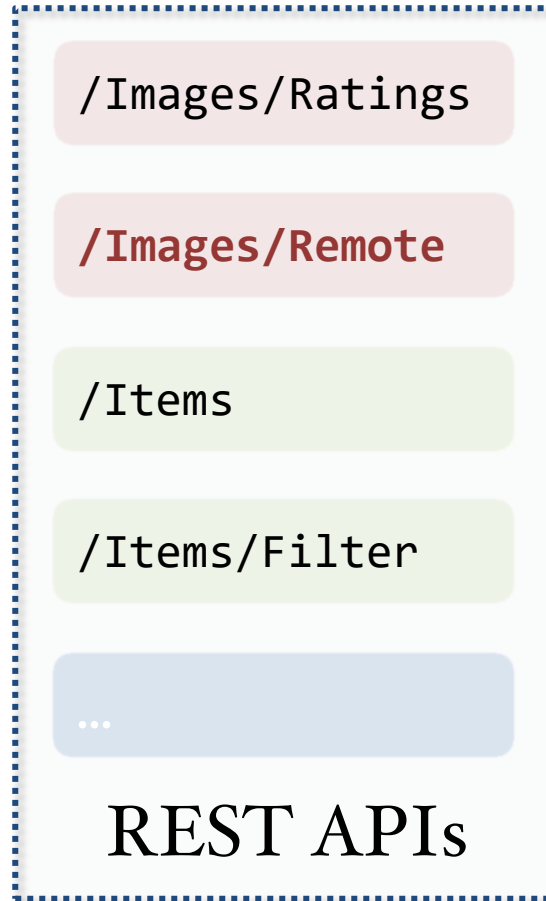 /Images/Ratings
/Images/Remote
/Items
/Items/Filter
...
REST APIs